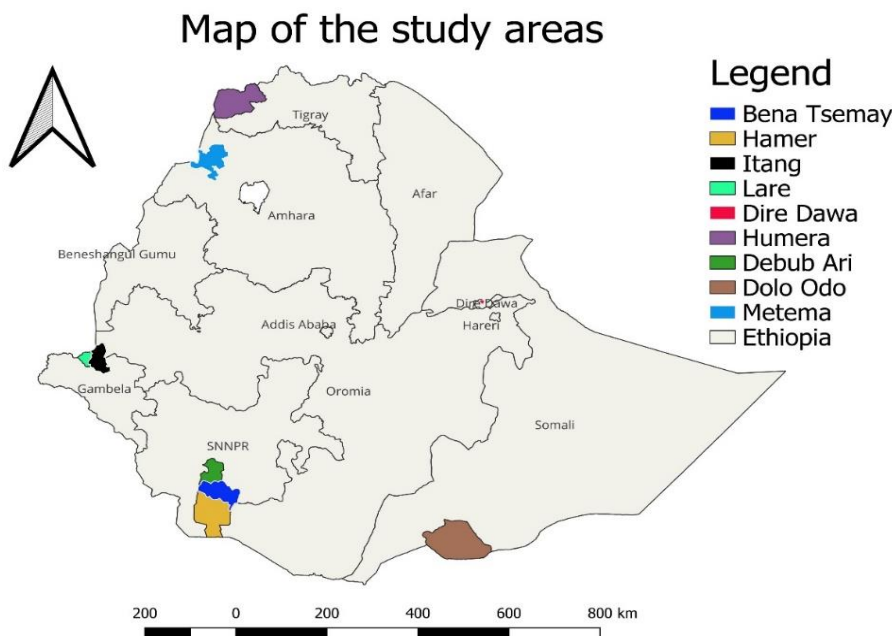 Map of the study areas
Legend
Bena Tsemay
Hamer
Itang
Lare
Dire Dawa
Humera
Debub Ari
Dolo Odo
Metema
Ethiopia
Tigray
Afar
Amhara
Beneshangul Gumu
Dire Dawa
Addis Ababa
Hareri
Gambela
Oromia
Somali
SNNPR
200 0 200 400 600 800 km